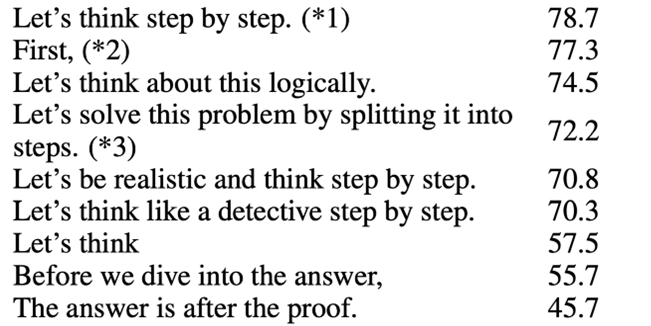 Let's think step by step. (*1) 78.7
First, (*2) 77.3
Let's think about this logically. 74.5
Let's solve this problem by splitting it into 72.2
steps. (*3)
Let's be realistic and think step by step. 70.8
Let's think like a detective step by step. 70.3
Let's think 57.5
Before we dive into the answer, 55.7
The answer is after the proof. 45.7